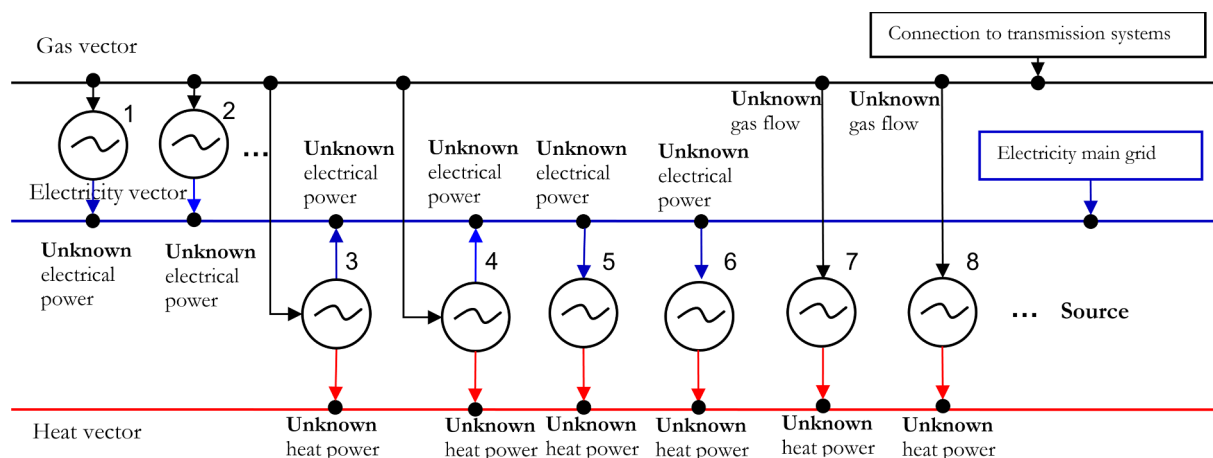 Gas vector
Connection to transmission systems
1
2
...
Unknown
gas flow
Unknown
gas flow
Unknown
electrical
power
Unknown
electrical
power
Unknown
electrical
power
Unknown
electrical
power
Electricity main grid
Electricity vector
Unknown
electrical
power
Unknown
electrical
power
3
4
5
6
7
8
... Source
Unknown
heat power
Unknown
heat power
Unknown
heat power
Unknown
heat power
Unknown
heat power
Unknown
heat power
Heat vector